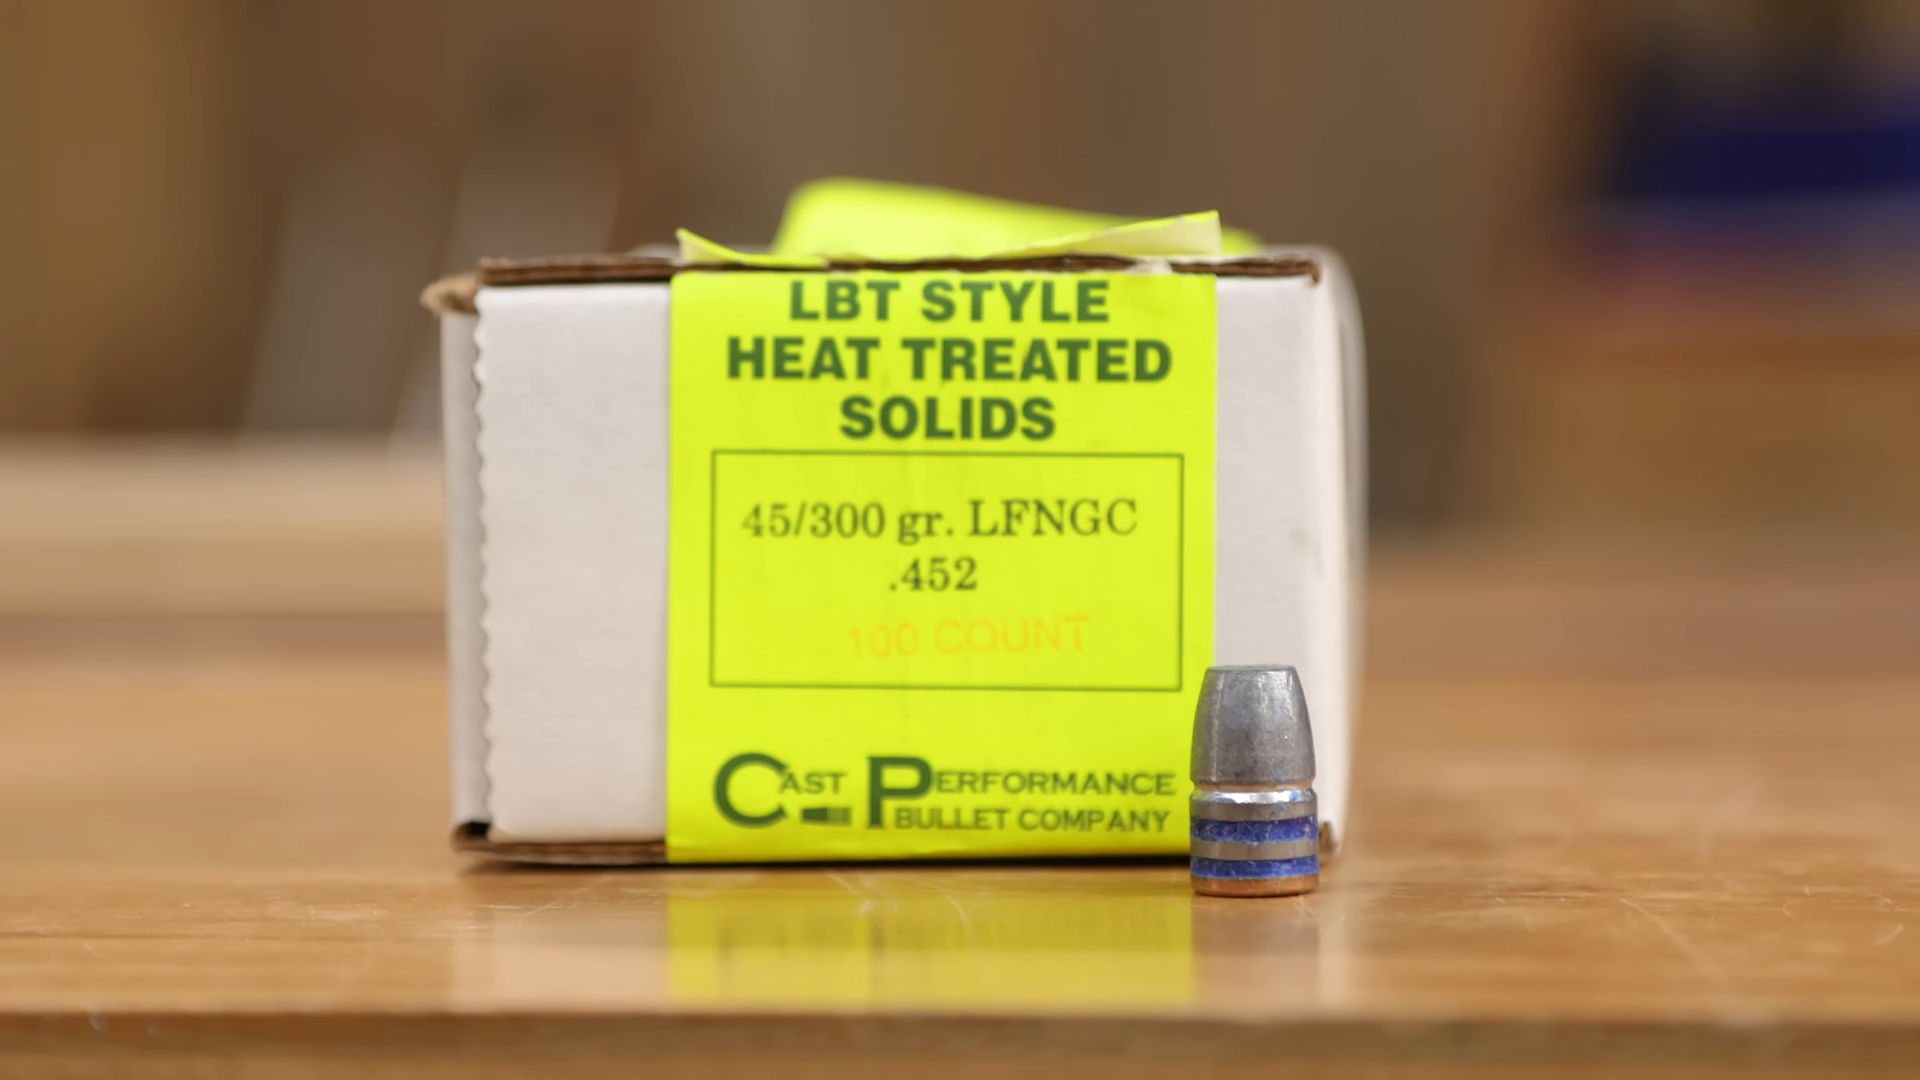 LBT STYLE
HEAT TREATED
SOLIDS
45/300 gr. LFNGC
.452
100 COUNT
CAST PERFORMANCE
BULLET COMPANY